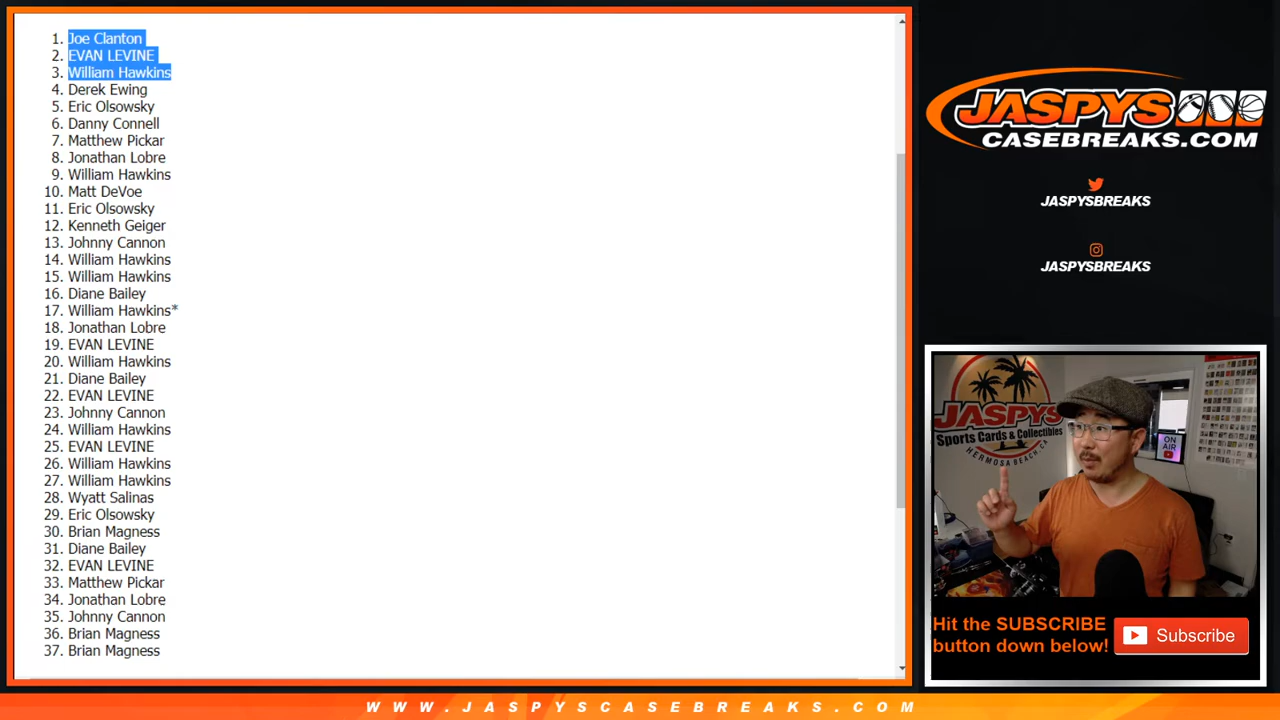 1. Joe Clanton
2. EVAN LEVINE
3. William Hawkins
4. Derek Ewing
5. Eric Olsowsky
6. Danny Connell
7. Matthew Pickar
8. Jonathan Lobre
9. William Hawkins
10. Matt DeVoe
11. Eric Olsowsky
12. Kenneth Geiger
13. Johnny Cannon
14. William Hawkins
15. William Hawkins
16. Diane Bailey
17. William Hawkins*
18. Jonathan Lobre
19. EVAN LEVINE
20. William Hawkins
21. Diane Bailey
22. EVAN LEVINE
23. Johnny Cannon
24. William Hawkins
25. EVAN LEVINE
26. William Hawkins
27. William Hawkins
28. Wyatt Salinas
29. Eric Olsowsky
30. Brian Magness
31. Diane Bailey
32. EVAN LEVINE
33. Matthew Pickar
34. Jonathan Lobre
35. Johnny Cannon
36. Brian Magness
37. Brian Magness
JASPYS
CASEBREAKS.COM
JASPYSBREAKS
JASPYSBREAKS
JASPYS
Sports Cards & Collectibles
HERMOSA BEACH, CA
ON
AIR
Hit the SUBSCRIBE
button down below!
Subscribe
WWW.JASPYSCASEBREAKS.COM